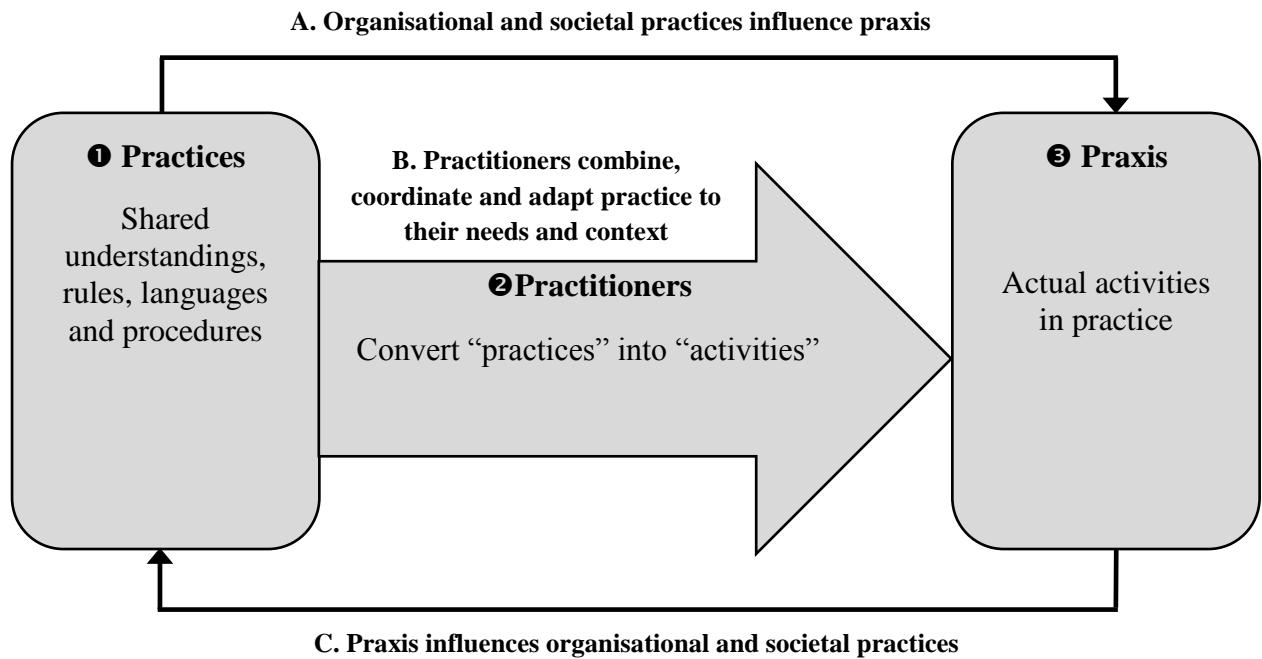 A. Organisational and societal practices influence praxis
❶ Practices
Shared
understandings,
rules, languages
and procedures
B. Practitioners combine,
coordinate and adapt practice to
their needs and context
❷Practitioners
Convert “practices” into “activities”
❸ Praxis
Actual activities
in practice
C. Praxis influences organisational and societal practices